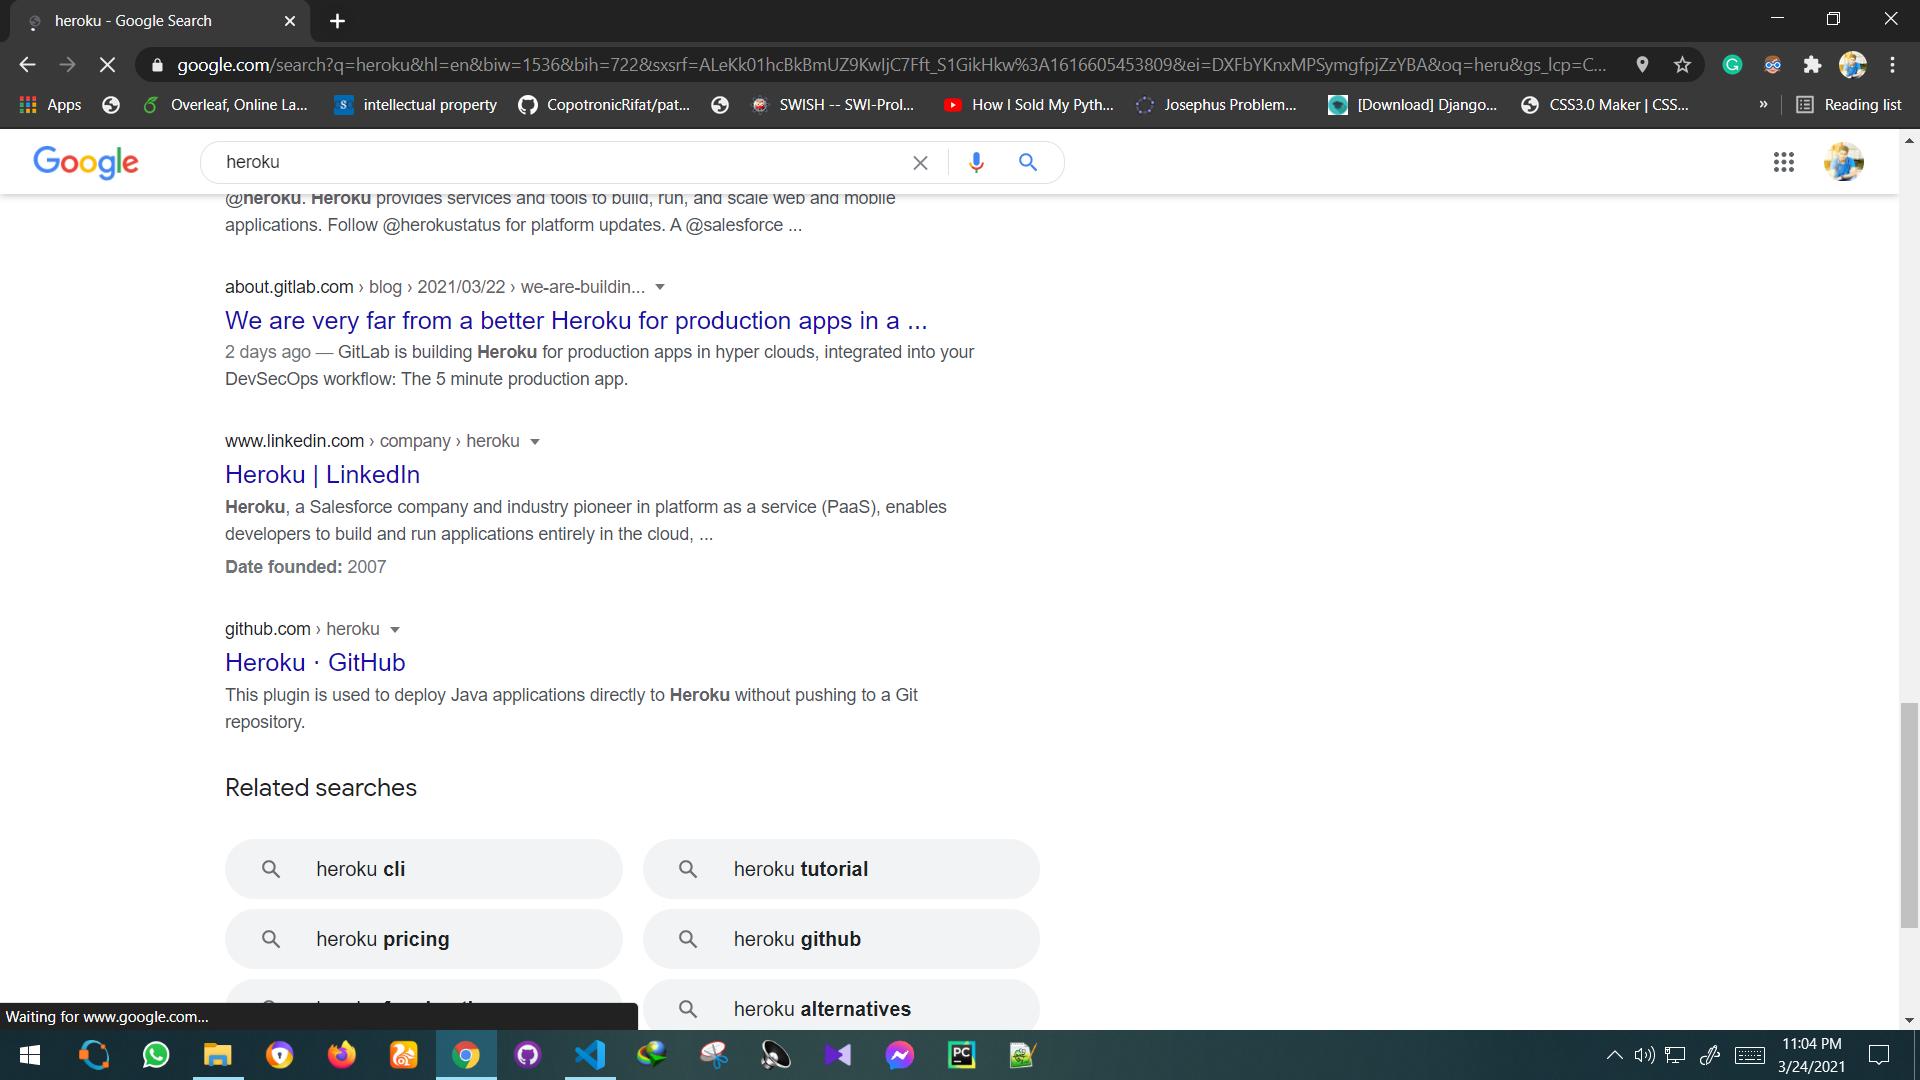 heroku - Google Search
google.com/search?q=heroku&hl=en&biw=1536&bih=722&sxsrf=ALeKk01hcBkBmUZ9KwIjC7Fft_S1GikHkw%3A1616605453809&ei=DXFbYKnxMPSymgfpjZzYBA&oq=heru&gs_lcp=C...
Apps Overleaf, Online La... intellectual property CopotronicRifat/pat... SWISH -- SWI-Prol... How I Sold My Pyth... Josephus Problem... [Download] Django... CSS3.0 Maker | CSS... » Reading list
Google heroku
@heroku. Heroku provides services and tools to build, run, and scale web and mobile
applications. Follow @herokustatus for platform updates. A @salesforce ...
about.gitlab.com › blog › 2021/03/22 › we-are-buildin...
We are very far from a better Heroku for production apps in a ...
2 days ago — GitLab is building Heroku for production apps in hyper clouds, integrated into your
DevSecOps workflow: The 5 minute production app.
www.linkedin.com › company › heroku
Heroku | LinkedIn
Heroku, a Salesforce company and industry pioneer in platform as a service (PaaS), enables
developers to build and run applications entirely in the cloud, ...
Date founded: 2007
github.com › heroku
Heroku · GitHub
This plugin is used to deploy Java applications directly to Heroku without pushing to a Git
repository.
Related searches
heroku cli
heroku tutorial
heroku pricing
heroku github
heroku alternatives
Waiting for www.google.com...
11:04 PM
3/24/2021